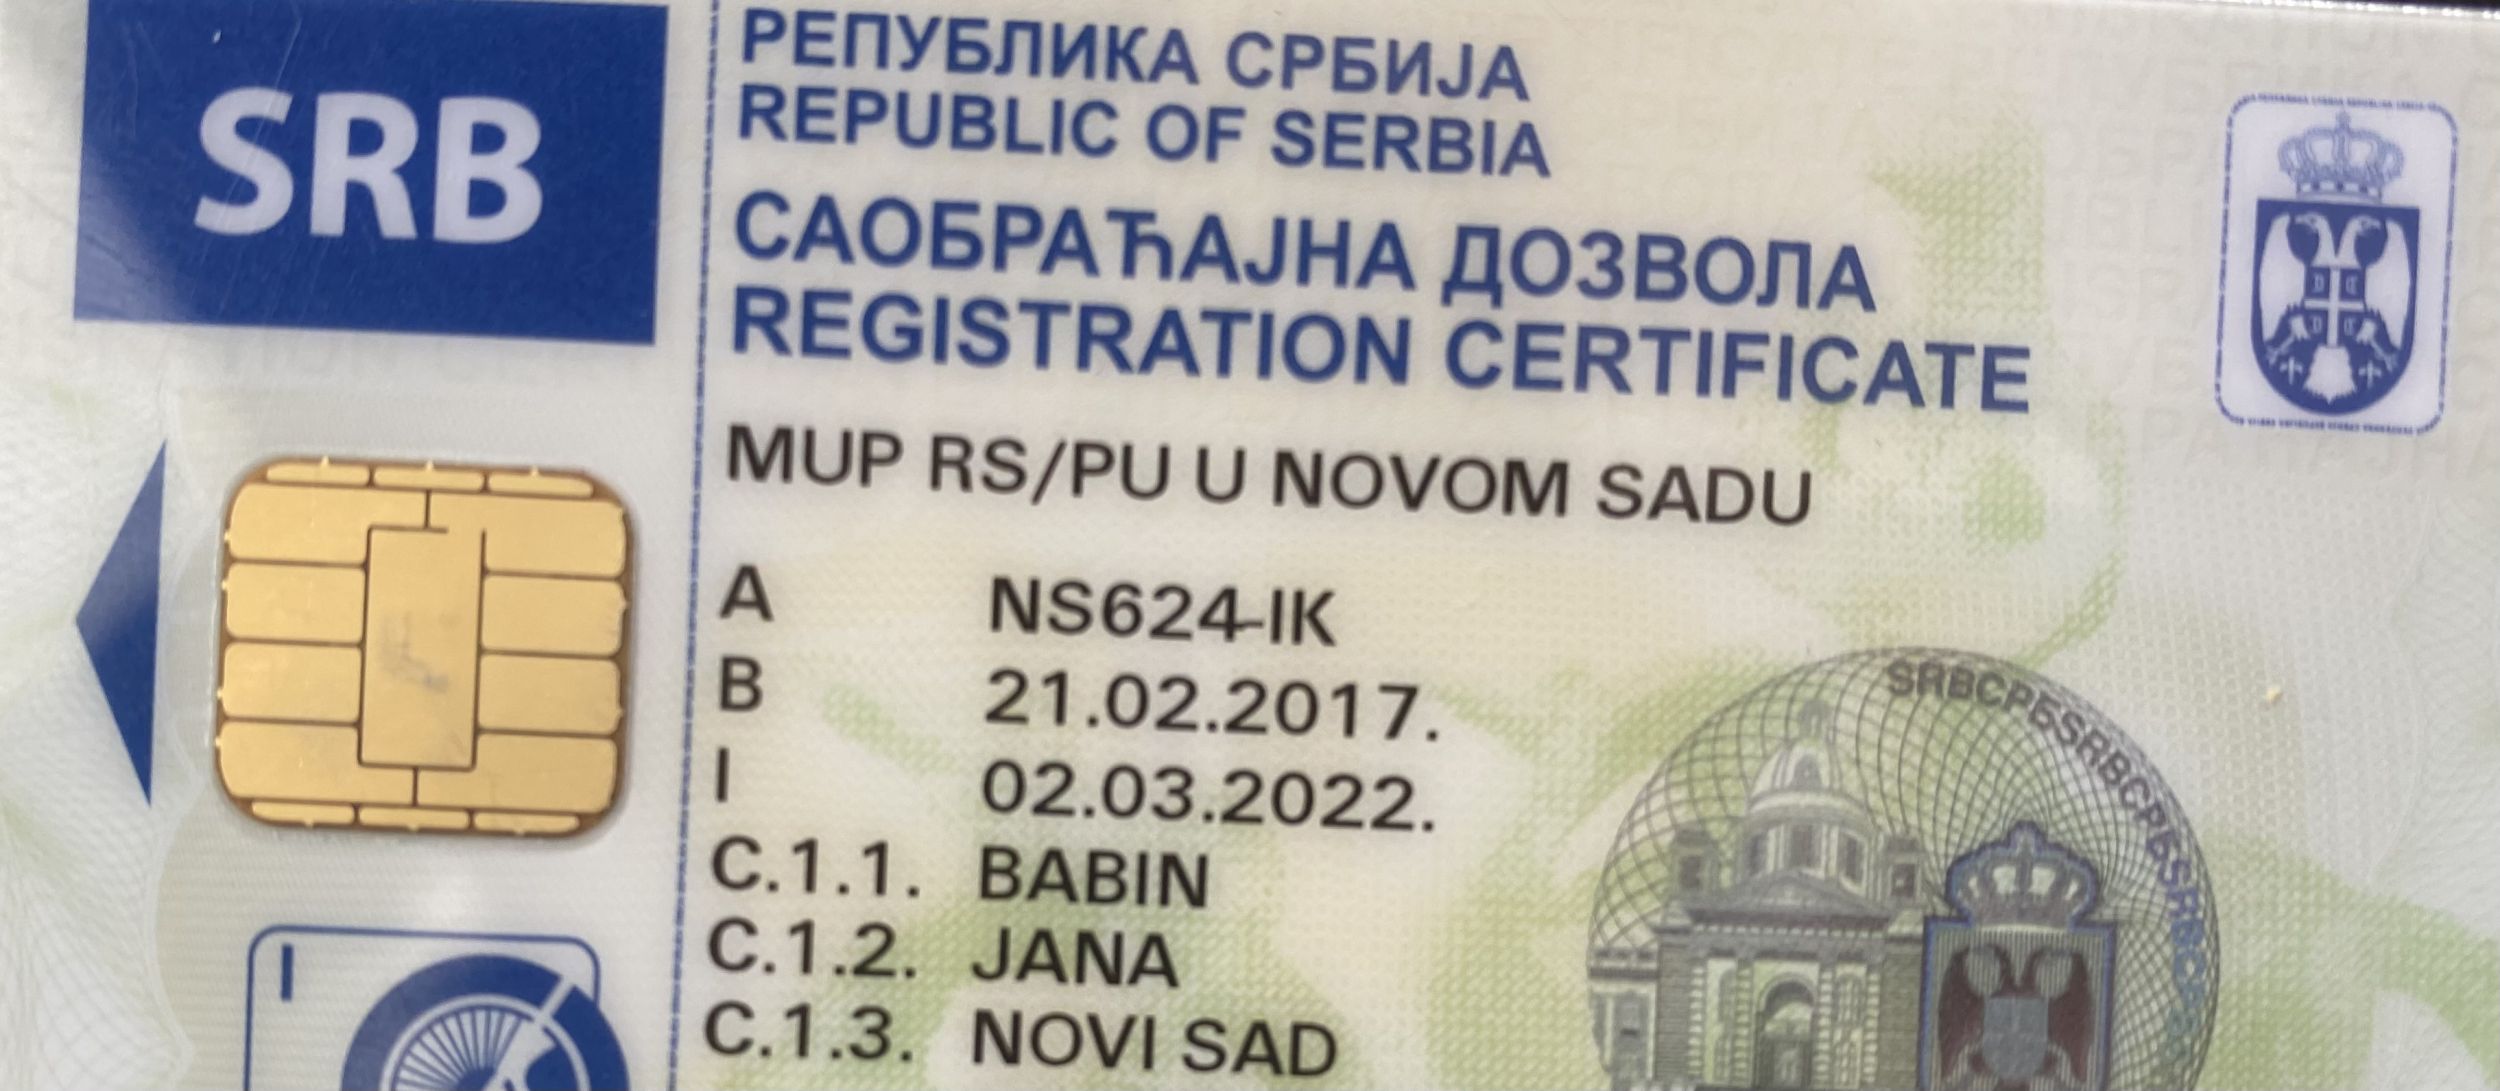 SRB
РЕПУБЛИКА СРБИЈА
REPUBLIC OF SERBIA
САОБРАЋАЈНА ДОЗВОЛА
REGISTRATION CERTIFICATE
MUP RS/PU U NOVOM SADU
A NS624-IK
B 21.02.2017.
I 02.03.2022.
C.1.1. BABIN
C.1.2. JANA
C.1.3. NOVI SAD
I
SRBСРБSRBСРБSRBСРБSRB